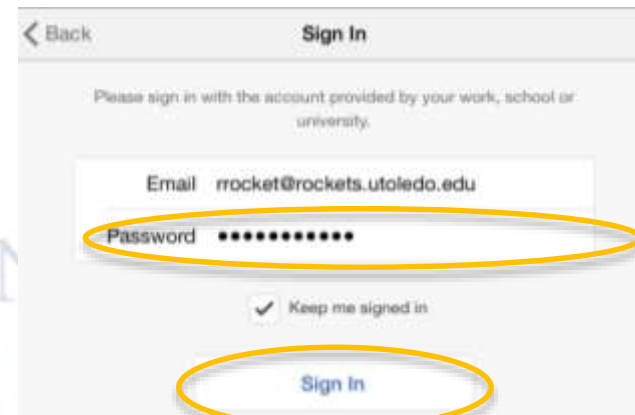 Back
Sign In
Please sign in with the account provided by your work, school or
university.
Email rrocket@rockets.utoledo.edu
Password •••••••••••
Keep me signed in
Sign In